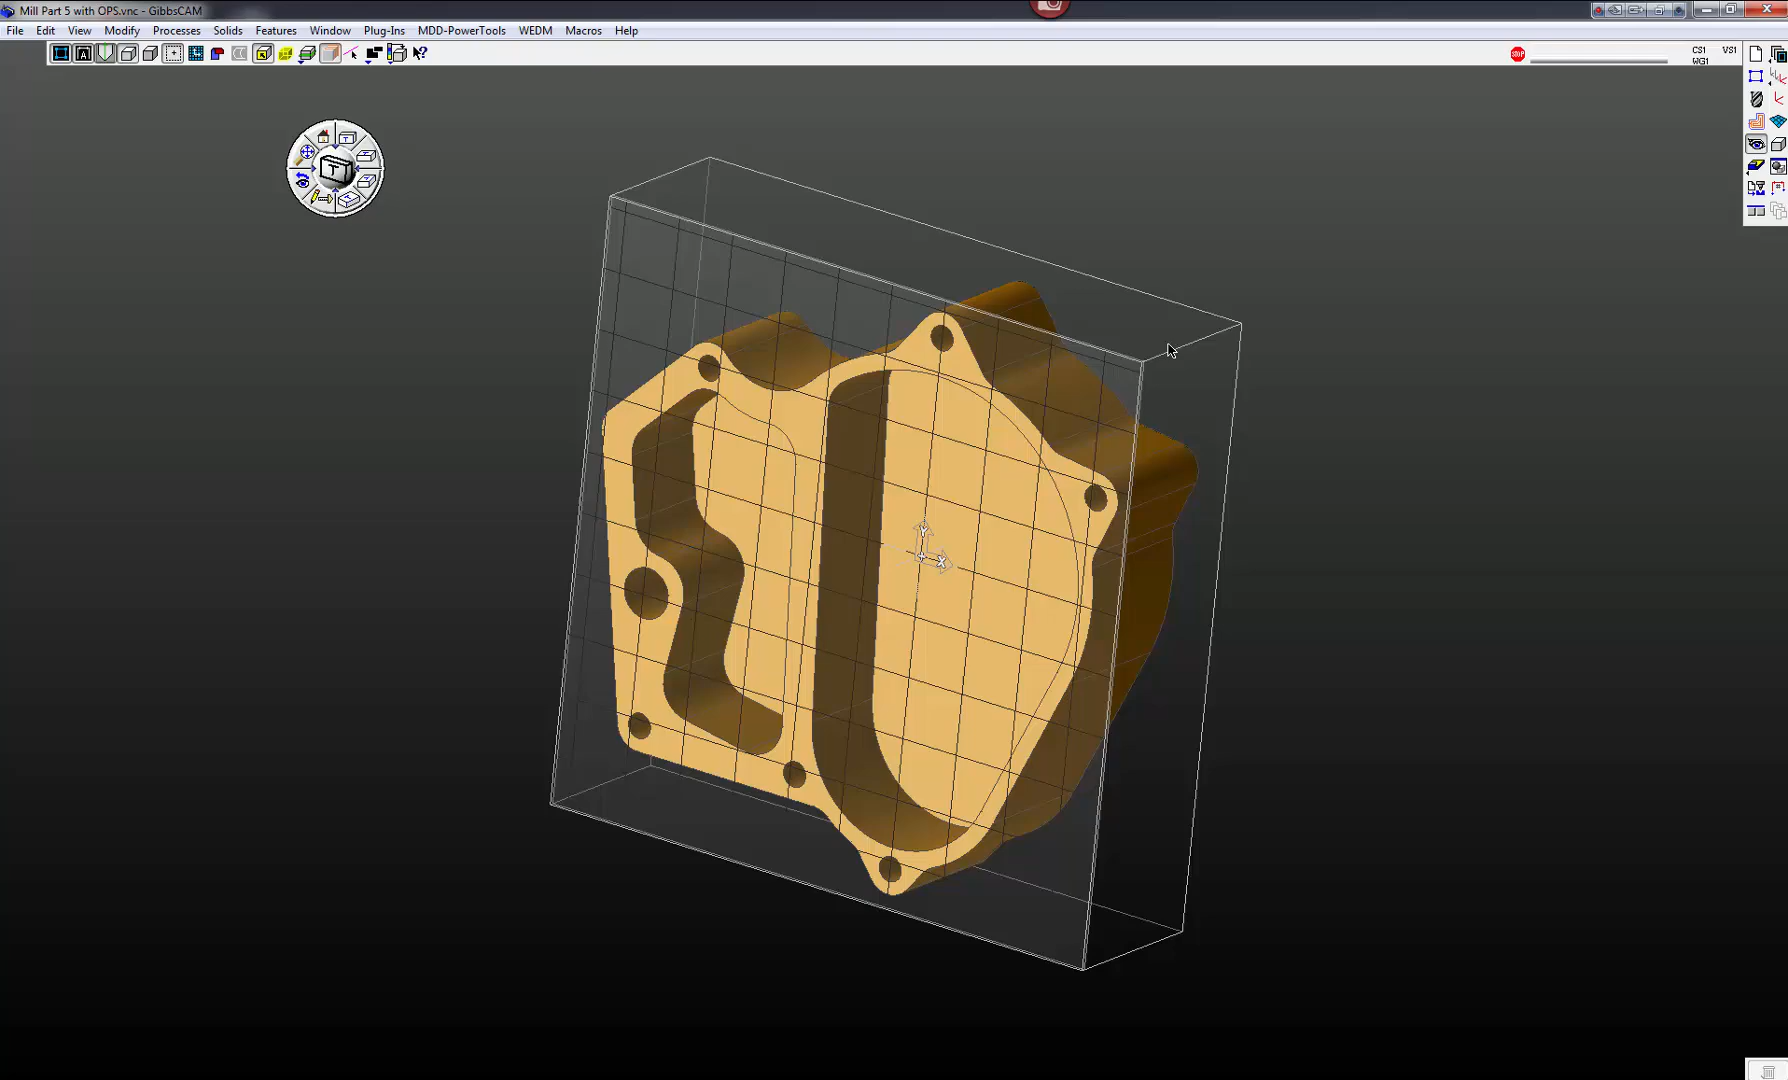 Mill Part 5 with OPS.vnc - GibbsCAM
File Edit View Modify Processes Solids Features Window Plug-Ins MDD-PowerTools WEDM Macros Help
A
STOP
CS1 VS1
WG1
T
Y
X